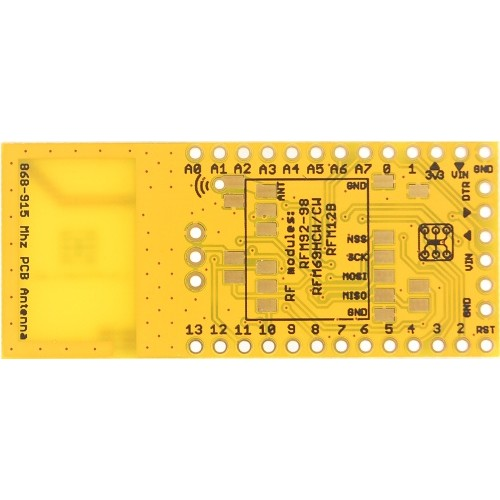 868-915 Mhz PCB Antenna
A0 A1 A2 A3 A4 A5 A6 A7 0 1 3V3 VIN GND
ANT
GND
DTR
RF modules:
RFM92-98
RFM69HCW/CW
RFM12B
NSS
SCK
MOSI
MISO
GND
VIN
GND
13 12 11 10 9 8 7 6 5 4 3 2 RST